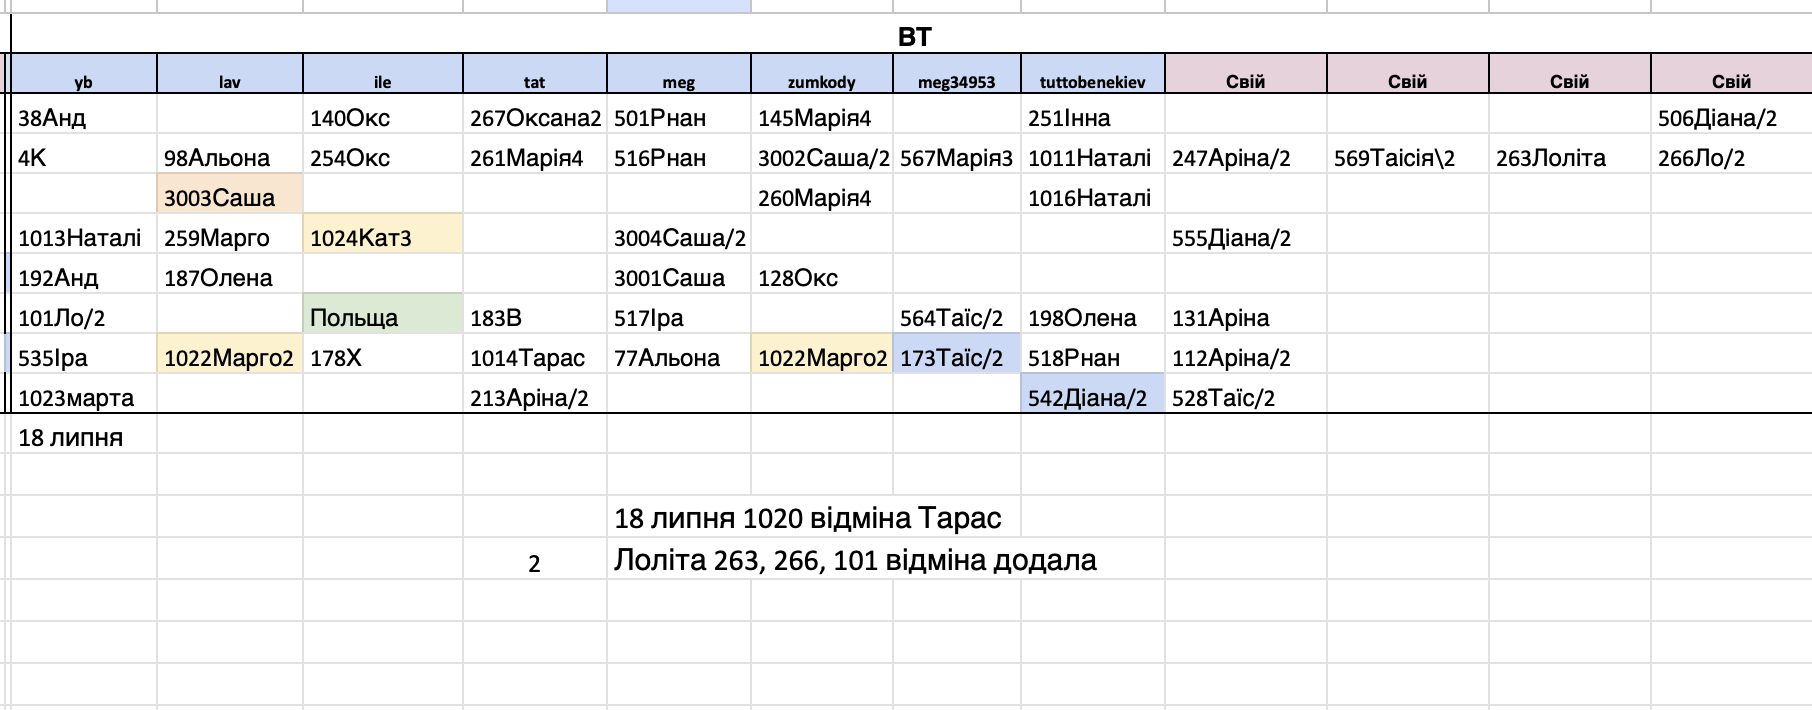 ВТ
yb lav ile tat meg zumkody meg34953 tuttobenekiev Свій Свій Свій Свій
38Анд 140Окс 267Оксана2 501Рнан 145Марія4 251Інна 506Діана/2
4К 98Альона 254Окс 261Марія4 516Рнан 3002Саша/2 567Марія3 1011Наталі 247Аріна/2 569Таісія\2 263Лоліта 266Ло/2
3003Саша 260Марія4 1016Наталі
1013Наталі 259Марго 1024Кат3 3004Саша/2 555Діана/2
192Анд 187Олена 3001Саша 128Окс
101Ло/2 Польща 183В 517Іра 564Таїс/2 198Олена 131Аріна
535Іра 1022Марго2 178Х 1014Тарас 77Альона 1022Марго2 173Таїс/2 518Рнан 112Аріна/2
1023марта 213Аріна/2 542Діана/2 528Таїс/2
18 липня
18 липня 1020 відміна Тарас
2 Лоліта 263, 266, 101 відміна додала